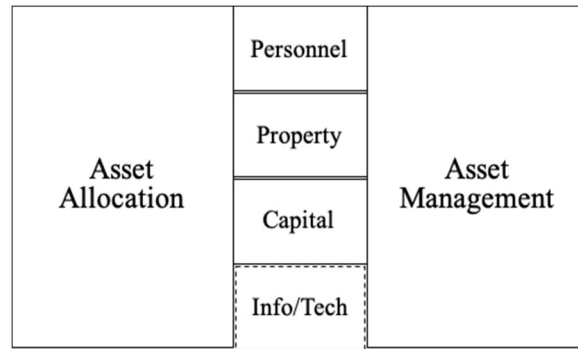 Asset
Allocation
Personnel
Property
Capital
Info/Tech
Asset
Management